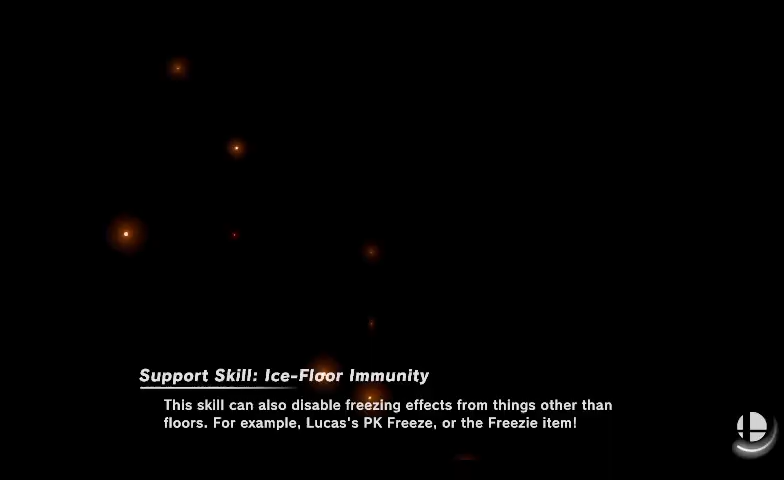 Support Skill: Ice-Floor Immunity
This skill can also disable freezing effects from things other than
floors. For example, Lucas's PK Freeze, or the Freezie item!